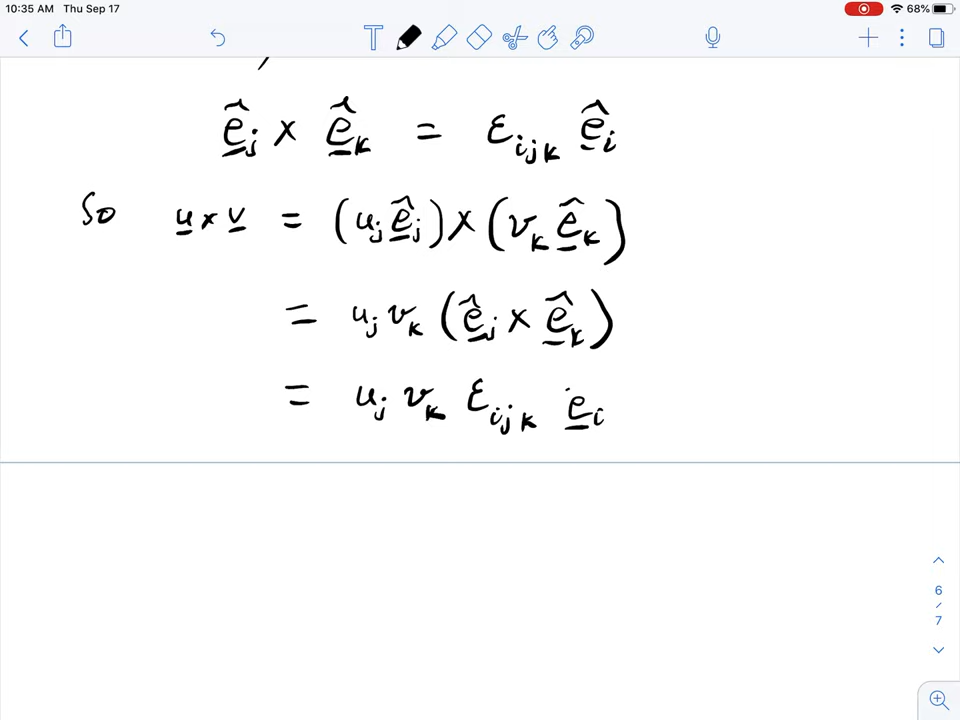 10:35 AM Thu Sep 17
68%
T
ê_j × ê_k = ε_ijk ê_i
So u × v = (u_j ê_j) × (v_k ê_k)
= u_j v_k (ê_j × ê_k)
= u_j v_k ε_ijk e_i
6
/
7